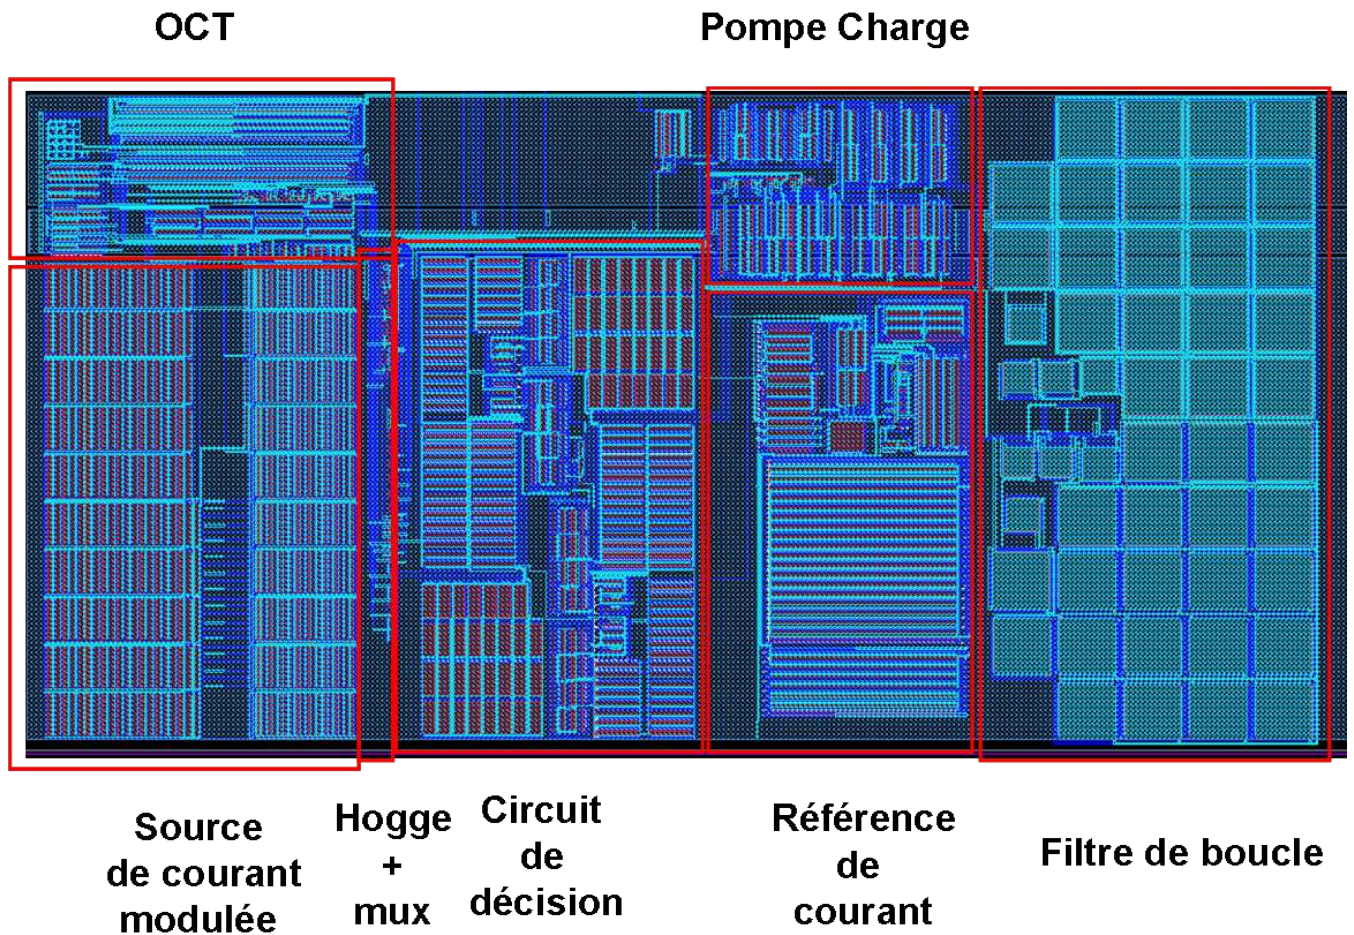 OCT
Pompe Charge
Source
de courant
modulée
Hogge
+
mux
Circuit
de
décision
Référence
de
courant
Filtre de boucle